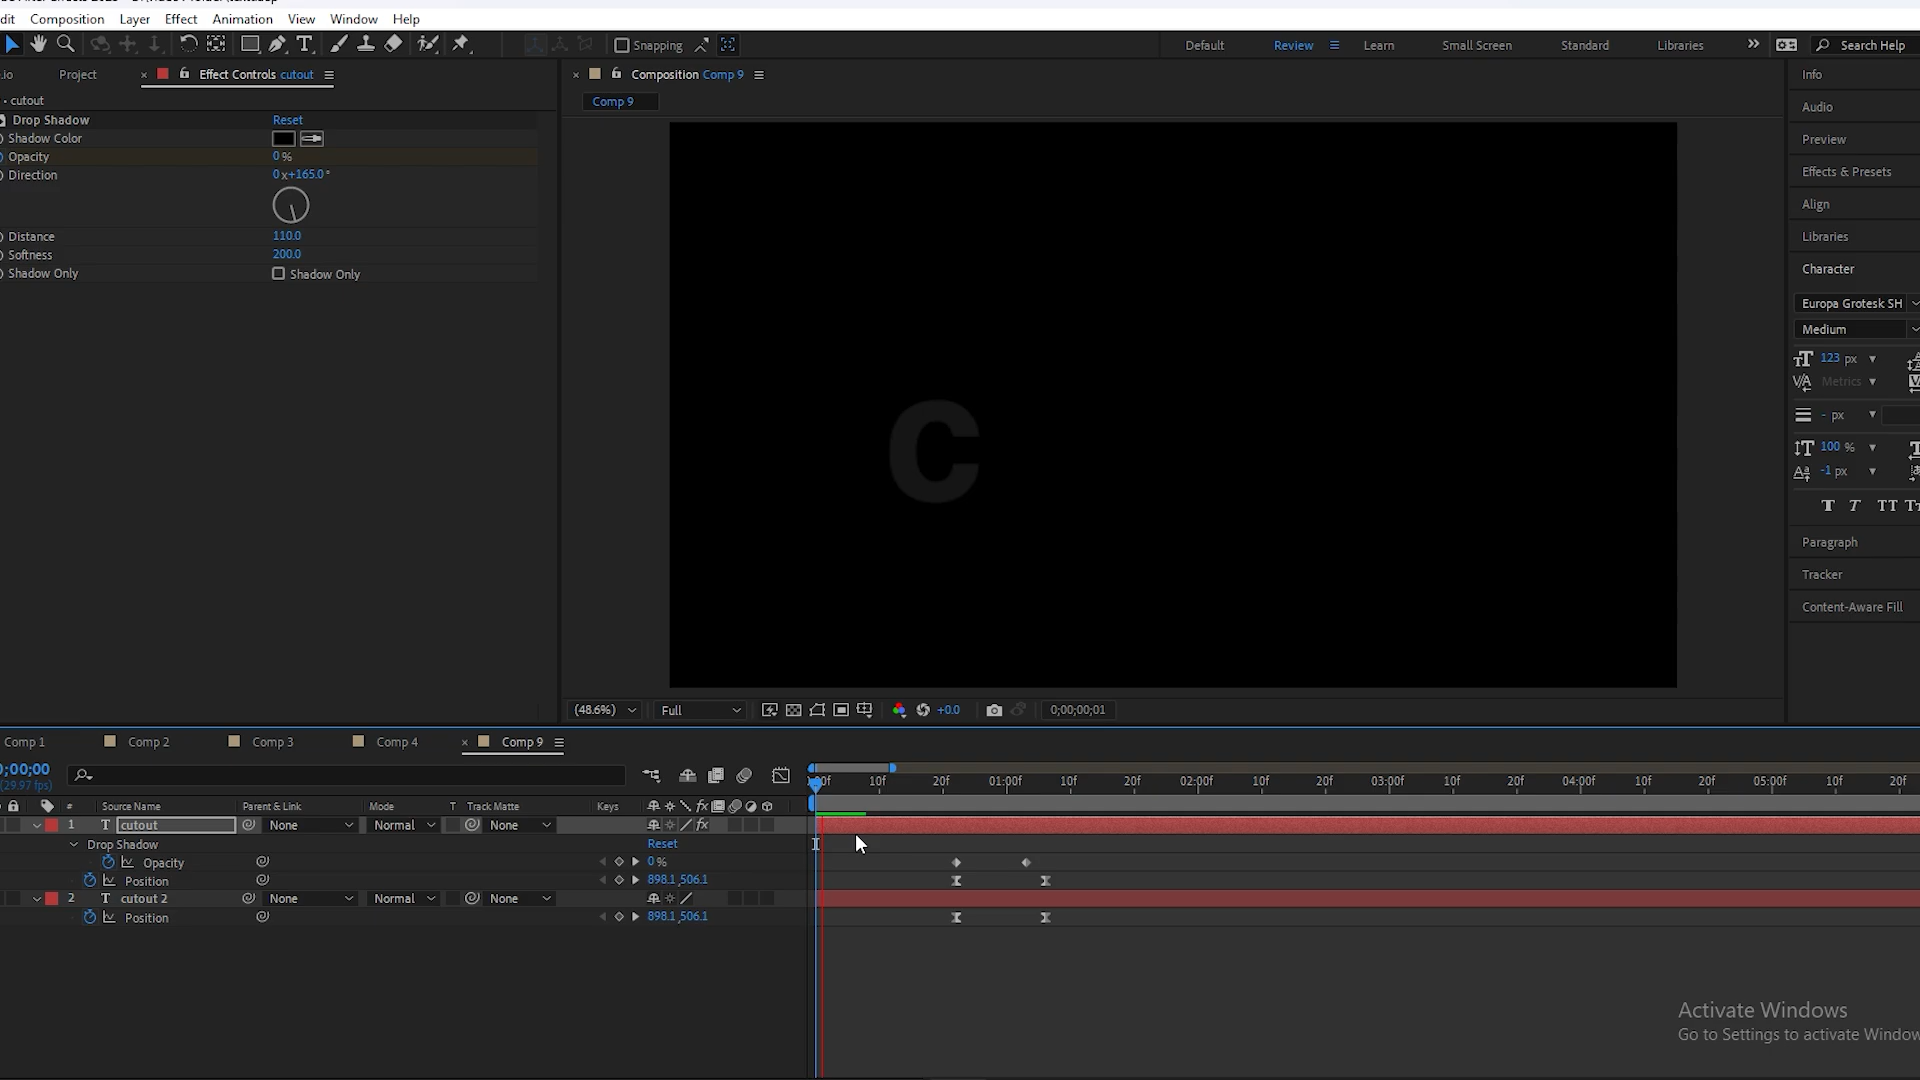 dit Composition Layer Effect Animation View Window Help
Snapping Default Review Learn Small Screen Standard Libraries Search Help
.io Project × Effect Controls cutout
• cutout
Drop Shadow Reset
Shadow Color
Opacity 0 %
Direction 0 x+165.0 °
Distance 110.0
Softness 200.0
Shadow Only Shadow Only
× Composition Comp 9
Comp 9
C
(48.6%) Full +0.0 0;00;00;01
Info
Audio
Preview
Effects & Presets
Align
Libraries
Character
Europa Grotesk SH
Medium
123 px
Metrics
- px
100 %
-1 px
T T TT
Paragraph
Tracker
Content-Aware Fill
Comp 1 Comp 2 Comp 3 Comp 4 × Comp 9
0;00;00
(29.97 fps)
10f 20f 01:00f 10f 20f 02:00f 10f 20f 03:00f 10f 20f 04:00f 10f 20f 05:00f 10f 20f
# Source Name Parent & Link Mode T Track Matte Keys
1 T cutout None Normal None
Drop Shadow Reset
Opacity 0 %
Position 898.1,506.1
2 T cutout 2 None Normal None
Position 898.1,506.1
Activate Windows
Go to Settings to activate Window